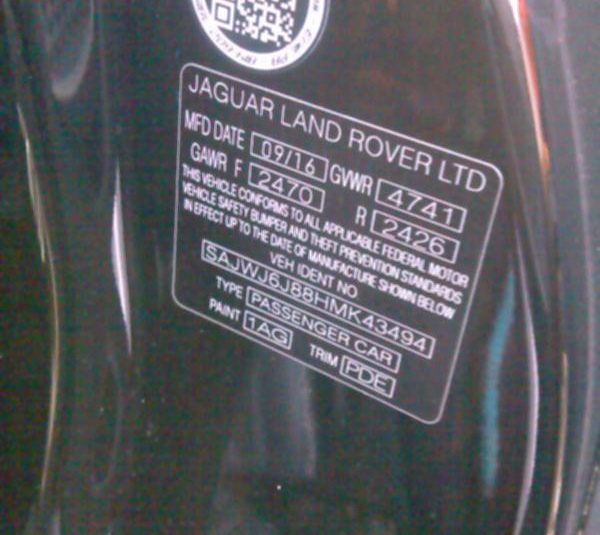 JAGUAR LAND ROVER LTD
MFD DATE 09/16 GVWR 4741
GAWR F 2470 R 2426
THIS VEHICLE CONFORMS TO ALL APPLICABLE FEDERAL MOTOR
VEHICLE SAFETY BUMPER AND THEFT PREVENTION STANDARDS
IN EFFECT UP TO THE DATE OF MANUFACTURE SHOWN BELOW
VEH IDENT NO
SAJWJ6J88HMK43494
TYPE PASSENGER CAR
PAINT 1AG TRIM PDE